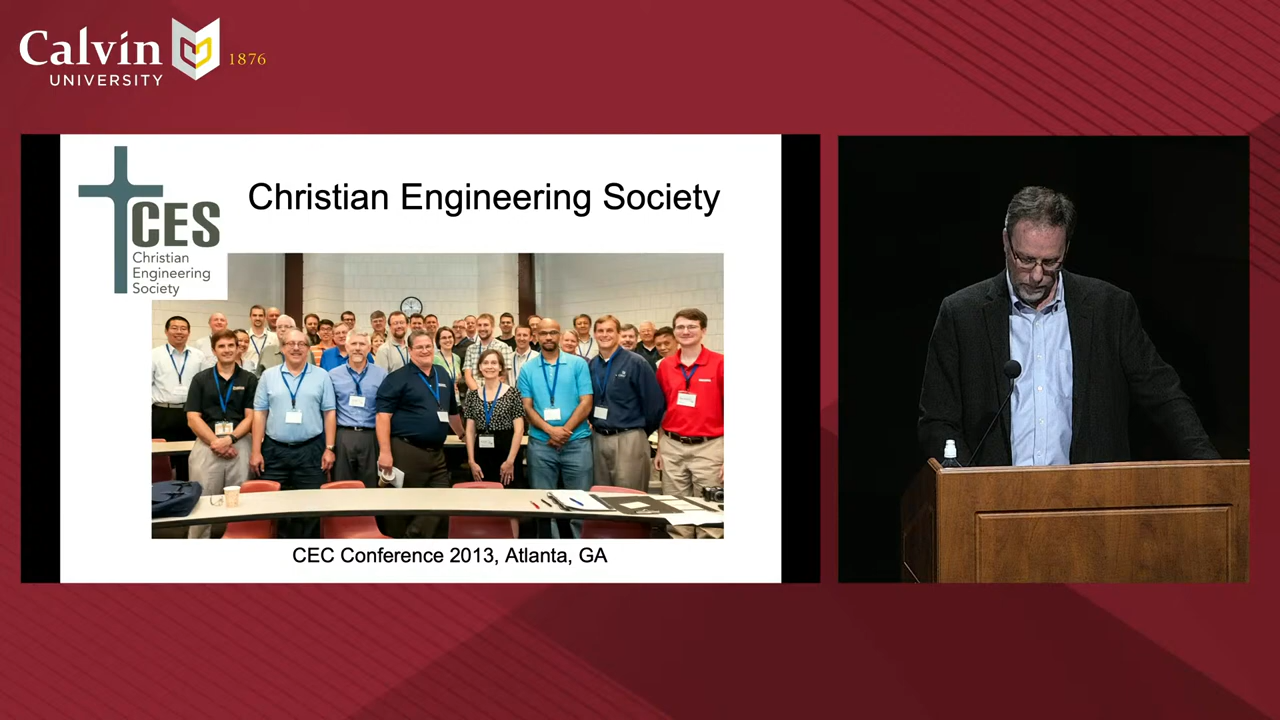 Calvin
UNIVERSITY
1876
CES
Christian
Engineering
Society
Christian Engineering Society
CEC Conference 2013, Atlanta, GA